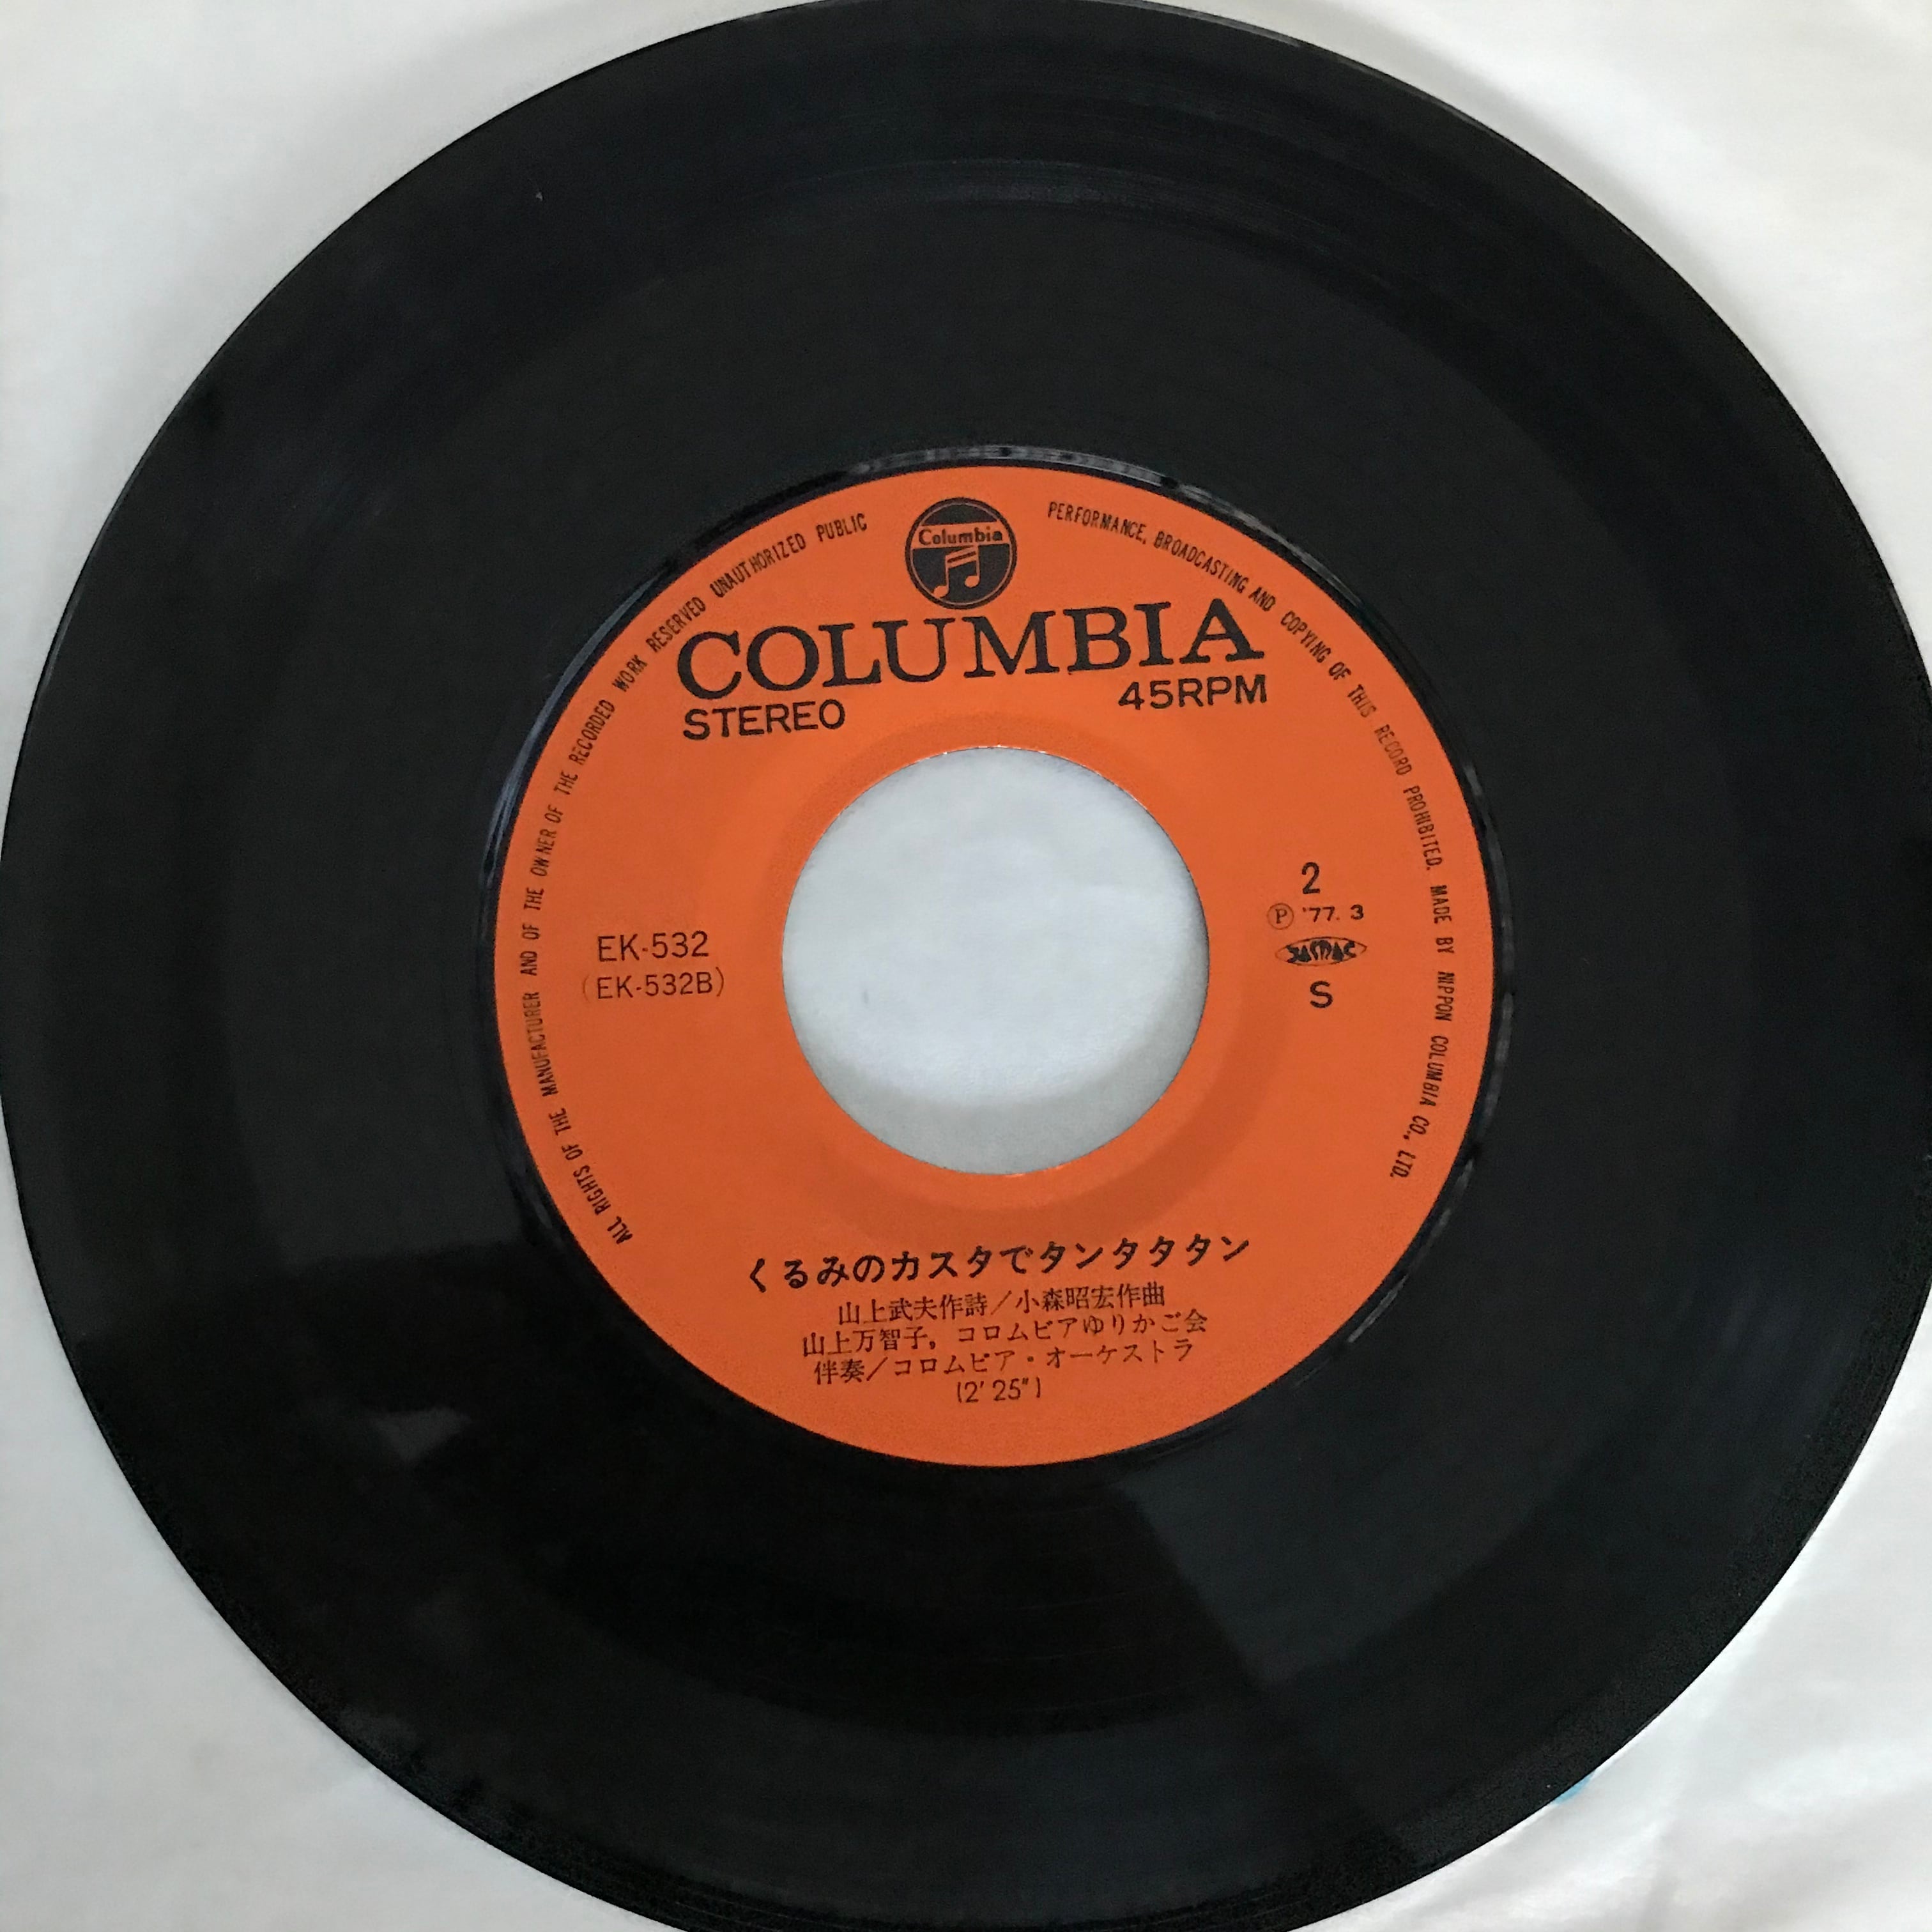 ALL RIGHTS OF THE MANUFACTURER AND OF THE OWNER OF THE RECORDED WORK RESERVED UNAUTHORIZED PUBLIC PERFORMANCE, BROADCASTING AND COPYING OF THIS RECORD PROHIBITED. MADE BY NIPPON COLUMBIA CO., LTD.
Columbia
COLUMBIA
STEREO 45RPM
2
Ⓟ '77. 3
JASRAC
S
EK-532
(EK-532B)
くるみのカスタでタンタタタン
山上武夫作詩/小森昭宏作曲
山上万智子,コロムビアゆりかご会
伴奏/コロムビア・オーケストラ
(2' 25")